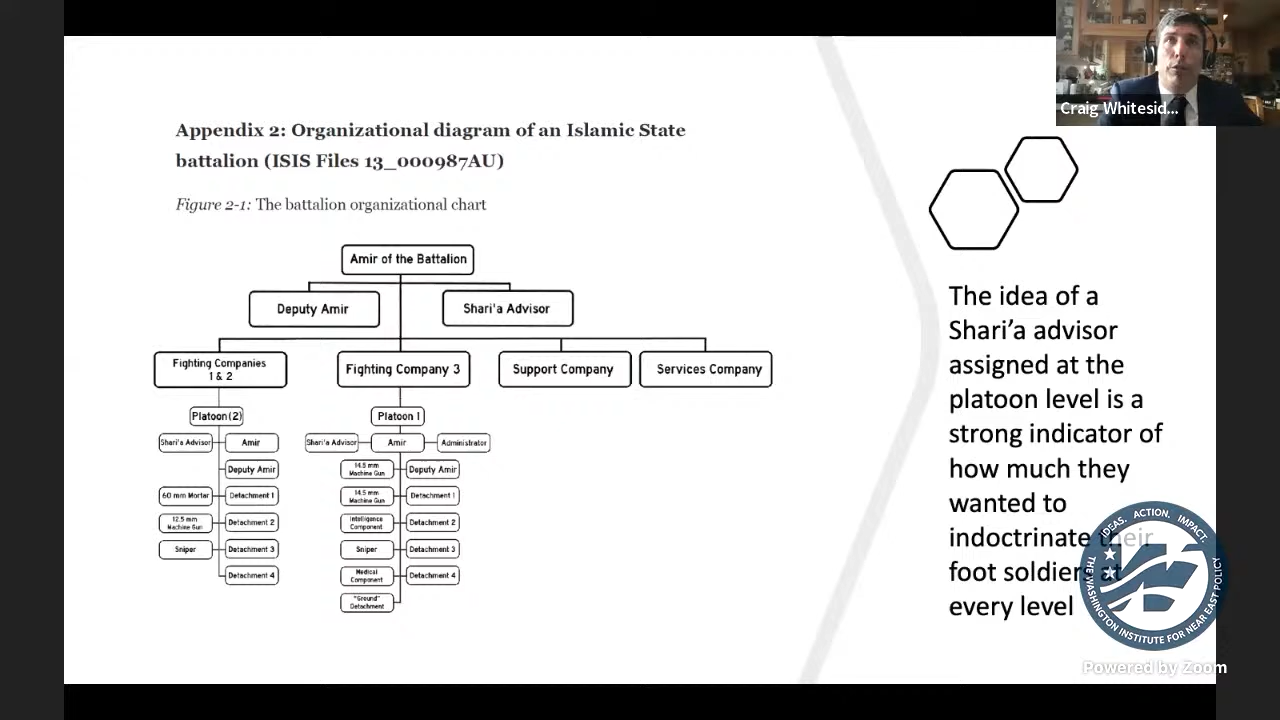 Craig Whitesid...
Appendix 2: Organizational diagram of an Islamic State
battalion (ISIS Files 13_000987AU)
Figure 2-1: The battalion organizational chart
Amir of the Battalion
Deputy Amir
Shari'a Advisor
Fighting Companies
1 & 2
Fighting Company 3
Support Company
Services Company
Platoon (2)
Shari'a Advisor
Amir
Deputy Amir
60 mm Mortar
Detachment 1
12.5 mm
Machine Gun
Detachment 2
Sniper
Detachment 3
Detachment 4
Platoon 1
Shari'a Advisor
Amir
Administrator
14.5 mm
Machine Gun
Deputy Amir
14.5 mm
Machine Gun
Detachment 1
Intelligence
Component
Detachment 2
Sniper
Detachment 3
Medical
Component
Detachment 4
"Ground"
Detachment
The idea of a
Shari’a advisor
assigned at the
platoon level is a
strong indicator of
how much they
wanted to
indoctrinate their
foot soldiers at
every level
IDEAS. ACTION. IMPACT.
THE WASHINGTON INSTITUTE FOR NEAR EAST POLICY
Powered by Zoom